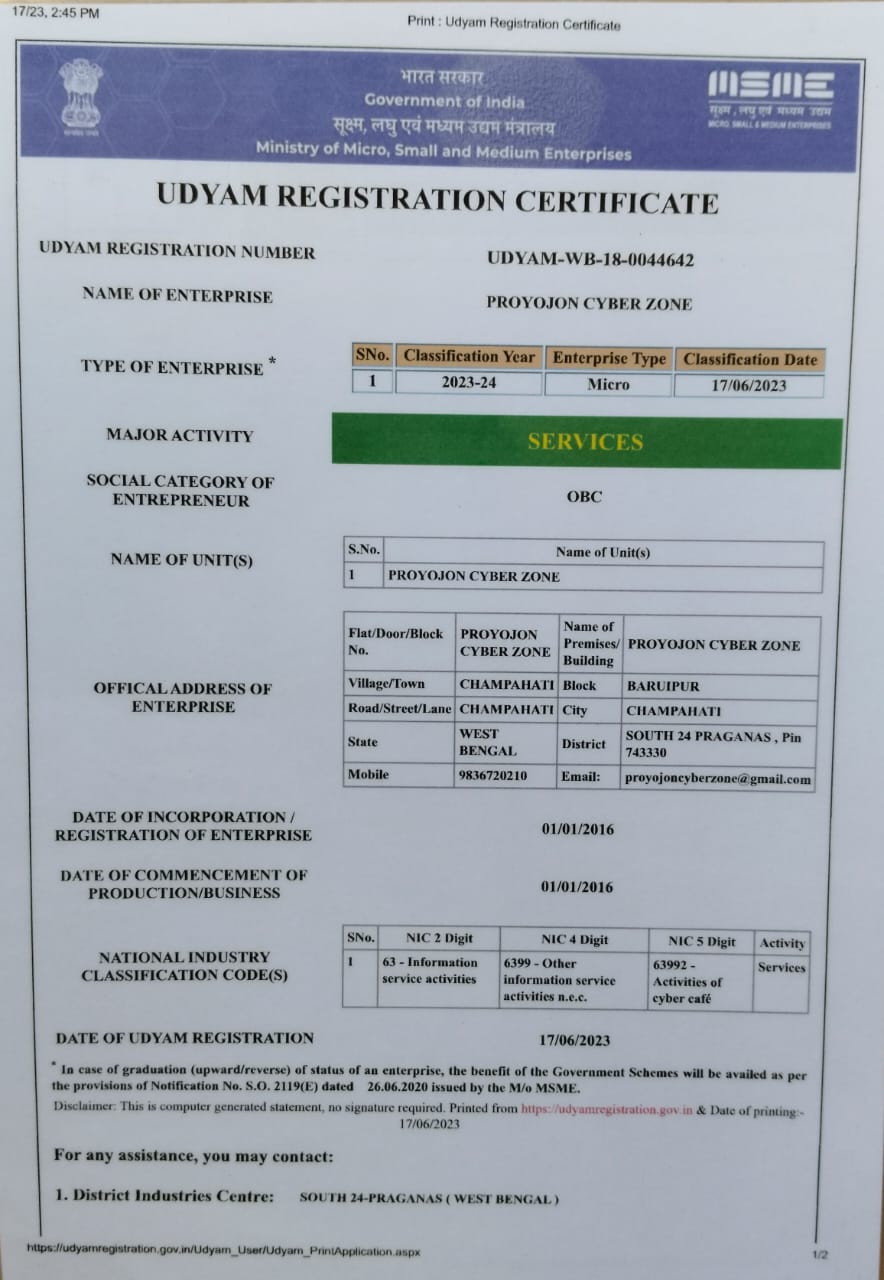 17/23, 2:45 PM
Print : Udyam Registration Certificate
भारत सरकार
Government of India
सूक्ष्म, लघु एवं मध्यम उद्यम मंत्रालय
Ministry of Micro, Small and Medium Enterprises
MSME
सूक्ष्म, लघु एवं मध्यम उद्यम
MICRO, SMALL & MEDIUM ENTERPRISES
UDYAM REGISTRATION CERTIFICATE
UDYAM REGISTRATION NUMBER
UDYAM-WB-18-0044642
NAME OF ENTERPRISE
PROYOJON CYBER ZONE
TYPE OF ENTERPRISE *
SNo. Classification Year Enterprise Type Classification Date
1 2023-24 Micro 17/06/2023
MAJOR ACTIVITY
SERVICES
SOCIAL CATEGORY OF
ENTREPRENEUR
OBC
NAME OF UNIT(S)
S.No. Name of Unit(s)
1 PROYOJON CYBER ZONE
OFFICAL ADDRESS OF
ENTERPRISE
Flat/Door/Block
No.
PROYOJON
CYBER ZONE
Name of
Premises/
Building
PROYOJON CYBER ZONE
Village/Town CHAMPAHATI Block BARUIPUR
Road/Street/Lane CHAMPAHATI City CHAMPAHATI
State
WEST
BENGAL
District
SOUTH 24 PRAGANAS , Pin
743330
Mobile 9836720210 Email: proyojoncyberzone@gmail.com
DATE OF INCORPORATION /
REGISTRATION OF ENTERPRISE
01/01/2016
DATE OF COMMENCEMENT OF
PRODUCTION/BUSINESS
01/01/2016
NATIONAL INDUSTRY
CLASSIFICATION CODE(S)
SNo. NIC 2 Digit NIC 4 Digit NIC 5 Digit Activity
1
63 - Information
service activities
6399 - Other
information service
activities n.e.c.
63992 -
Activities of
cyber café
Services
DATE OF UDYAM REGISTRATION
17/06/2023
* In case of graduation (upward/reverse) of status of an enterprise, the benefit of the Government Schemes will be availed as per
the provisions of Notification No. S.O. 2119(E) dated 26.06.2020 issued by the M/o MSME.
Disclaimer: This is computer generated statement, no signature required. Printed from https://udyamregistration.gov.in & Date of printing:-
17/06/2023
For any assistance, you may contact:
1. District Industries Centre: SOUTH 24-PRAGANAS ( WEST BENGAL )
https://udyamregistration.gov.in/Udyam_User/Udyam_PrintApplication.aspx
1/2